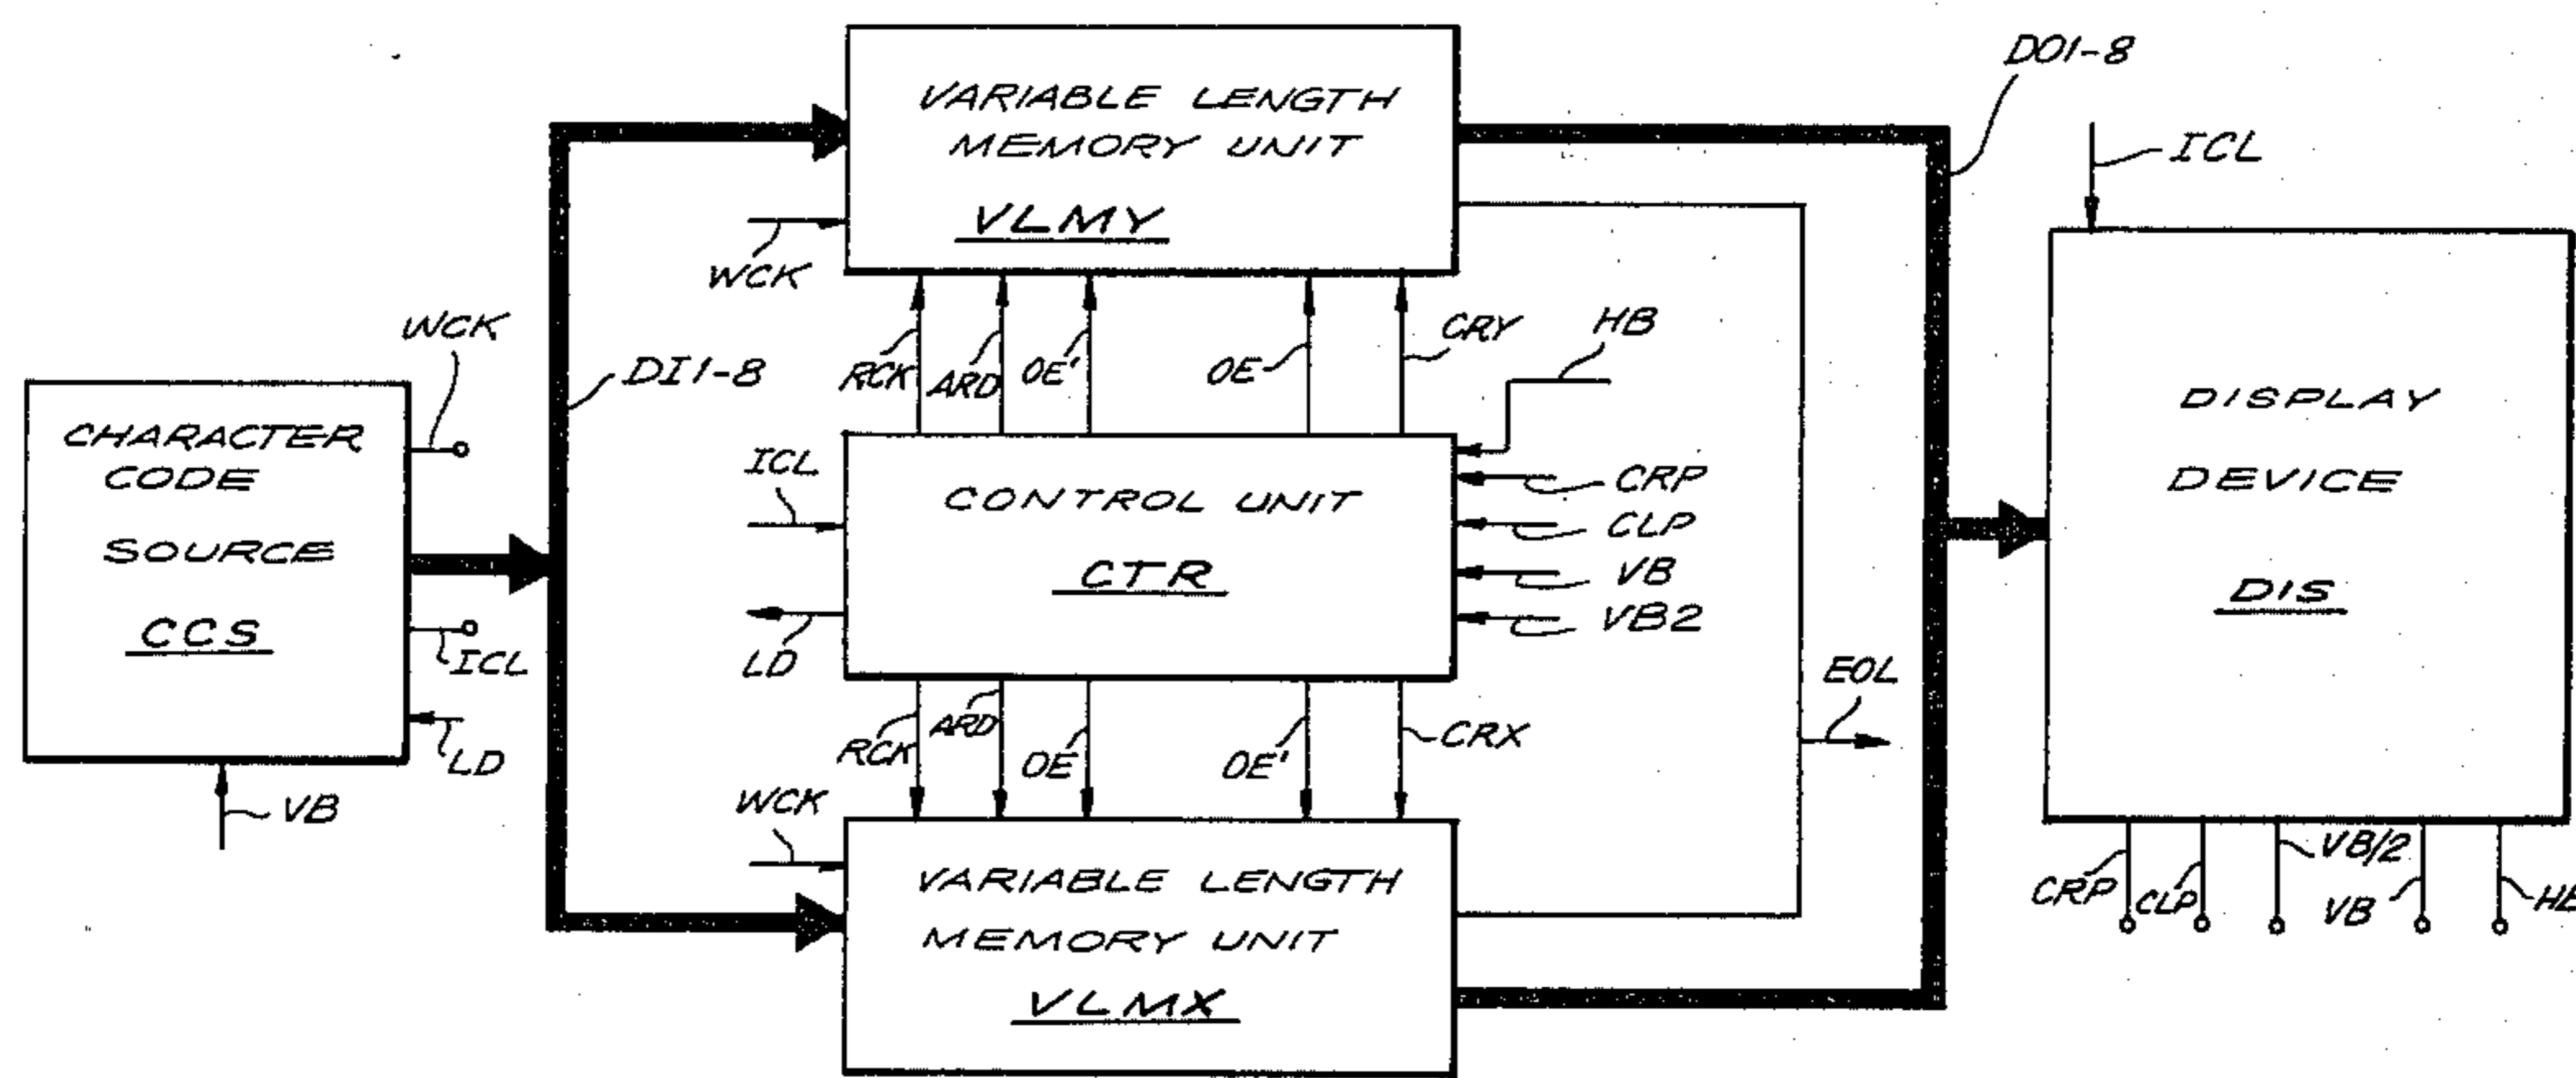 CHARACTER
CODE
SOURCE
CCS
WCK
ICL
LD
VB
DI1-8
VARIABLE LENGTH
MEMORY UNIT
VLMY
WCK
RCK
ARD
OE'
OE
CRY
HB
ICL
LD
CONTROL UNIT
CTR
CRP
CLP
VB
VB2
RCK
ARD
OE
OE'
CRX
WCK
VARIABLE LENGTH
MEMORY UNIT
VLMX
EOL
DO1-8
ICL
DISPLAY
DEVICE
DIS
CRP
CLP
VB/2
VB
HB